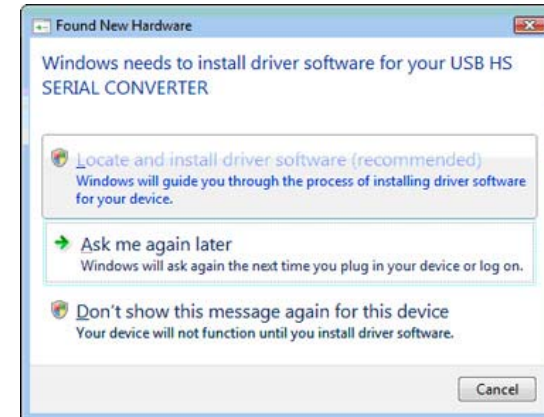 Found New Hardware
Windows needs to install driver software for your USB HS
SERIAL CONVERTER
Locate and install driver software (recommended)
Windows will guide you through the process of installing driver software
for your device.
Ask me again later
Windows will ask again the next time you plug in your device or log on.
Don't show this message again for this device
Your device will not function until you install driver software.
Cancel